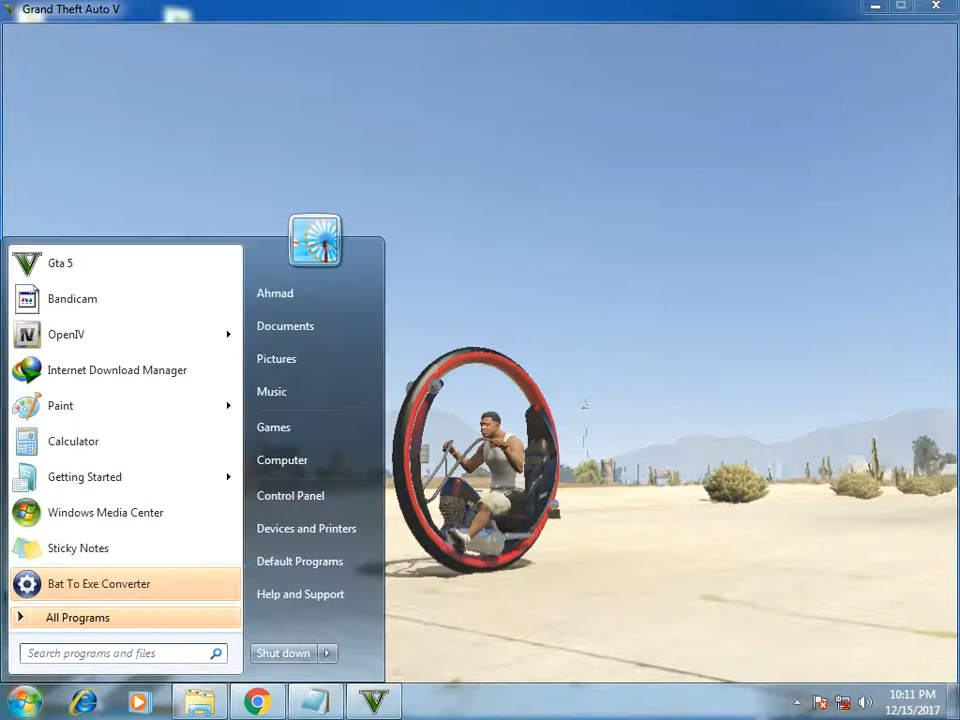 Grand Theft Auto V
Gta 5
Bandicam
OpenIV
Internet Download Manager
Paint
Calculator
Getting Started
Windows Media Center
Sticky Notes
Bat To Exe Converter
All Programs
Search programs and files
Ahmad
Documents
Pictures
Music
Games
Computer
Control Panel
Devices and Printers
Default Programs
Help and Support
Shut down
10:11 PM
12/15/2017